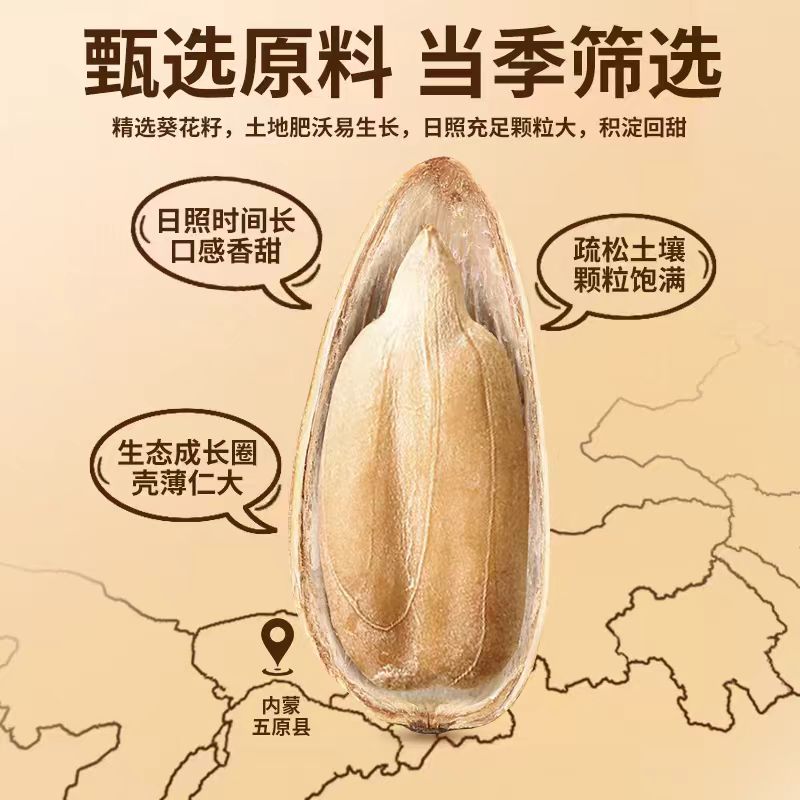 甄选原料 当季筛选
精选葵花籽，土地肥沃易生长，日照充足颗粒大，积淀回甜
日照时间长
口感香甜
疏松土壤
颗粒饱满
生态成长圈
壳薄仁大
内蒙
五原县